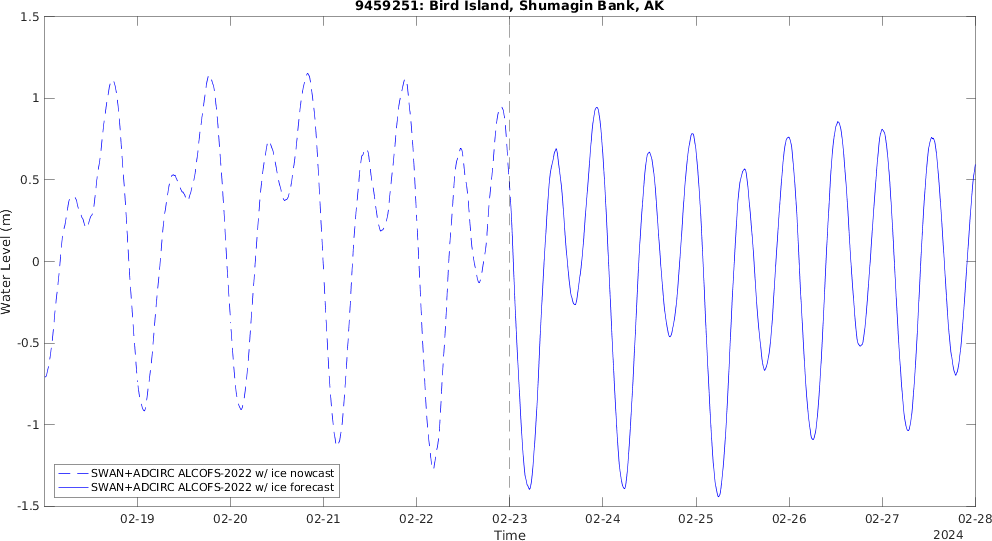 9459251: Bird Island, Shumagin Bank, AK
1.5
1
0.5
0
-0.5
-1
-1.5
Water Level (m)
SWAN+ADCIRC ALCOFS-2022 w/ ice nowcast
SWAN+ADCIRC ALCOFS-2022 w/ ice forecast
02-19 02-20 02-21 02-22 02-23 02-24 02-25 02-26 02-27 02-28
Time
2024